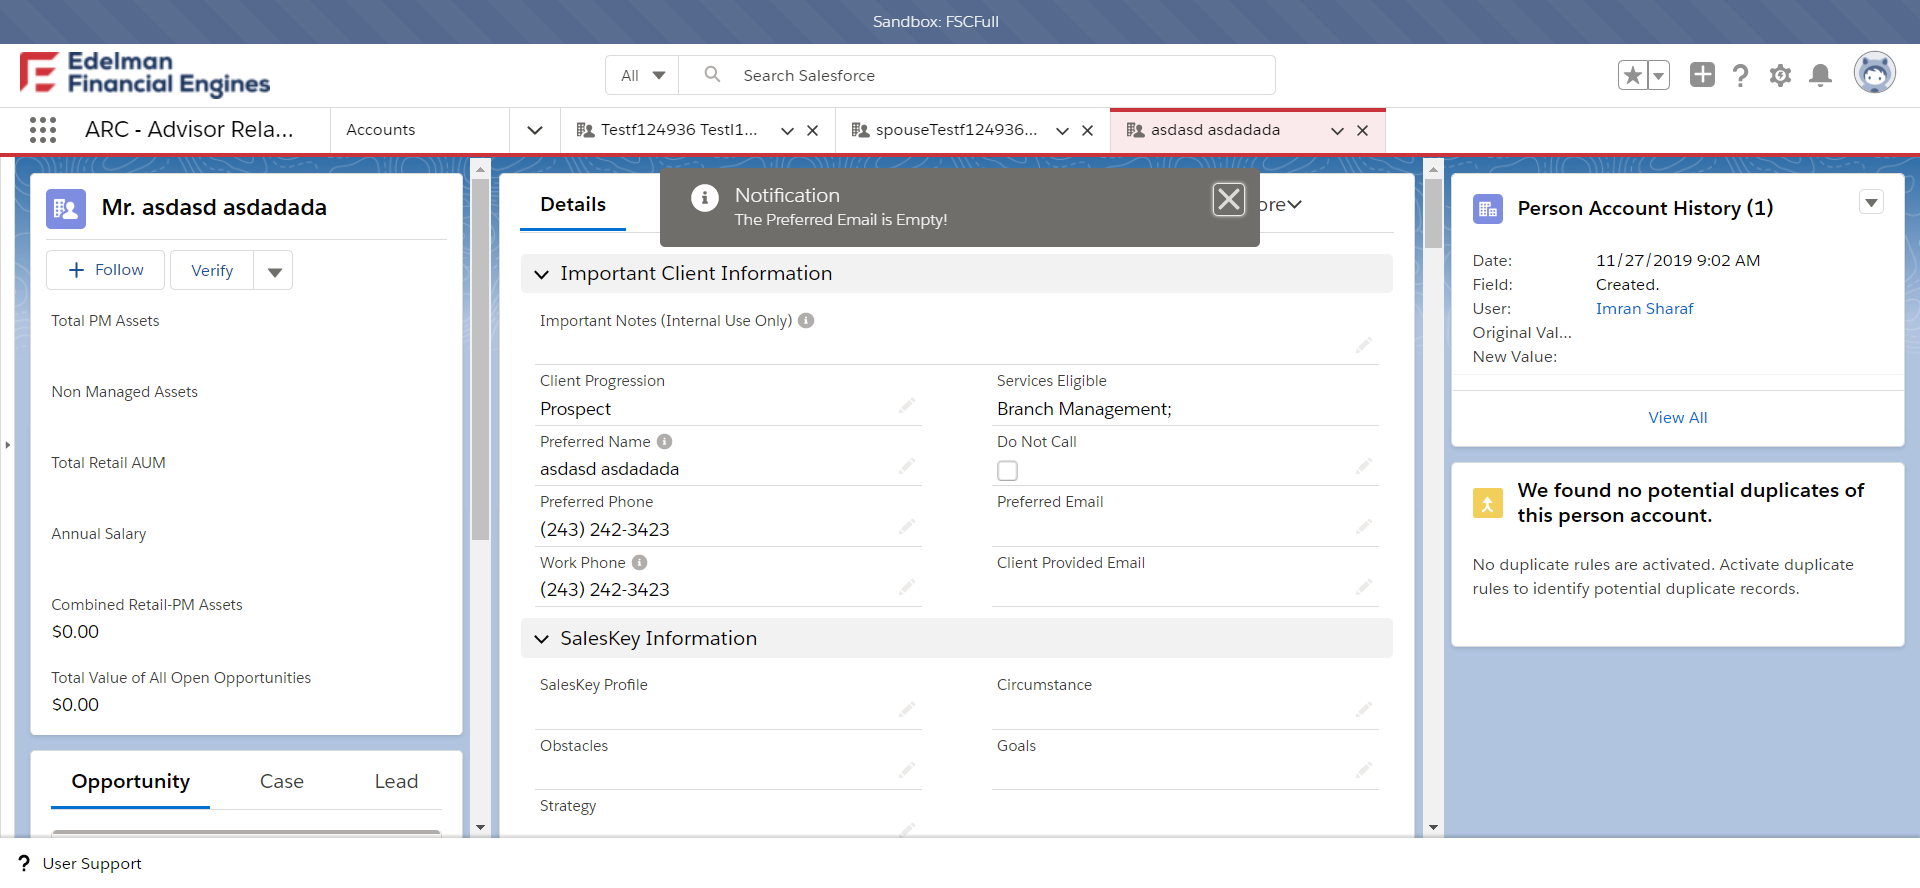 Sandbox: FSCFull
Edelman
Financial Engines
All
Search Salesforce
ARC - Advisor Rela...
Accounts
Testf124936 Testl1...
spouseTestf124936...
asdasd asdadada
Mr. asdasd asdadada
Follow
Verify
Total PM Assets
Non Managed Assets
Total Retail AUM
Annual Salary
Combined Retail-PM Assets
$0.00
Total Value of All Open Opportunities
$0.00
Opportunity
Case
Lead
Details
Notification
The Preferred Email is Empty!
ore
Important Client Information
Important Notes (Internal Use Only)
Client Progression
Prospect
Services Eligible
Branch Management;
Preferred Name
asdasd asdadada
Do Not Call
Preferred Phone
(243) 242-3423
Preferred Email
Work Phone
(243) 242-3423
Client Provided Email
SalesKey Information
SalesKey Profile
Circumstance
Obstacles
Goals
Strategy
Person Account History (1)
Date: 11/27/2019 9:02 AM
Field: Created.
User: Imran Sharaf
Original Val...
New Value:
View All
We found no potential duplicates of
this person account.
No duplicate rules are activated. Activate duplicate
rules to identify potential duplicate records.
? User Support